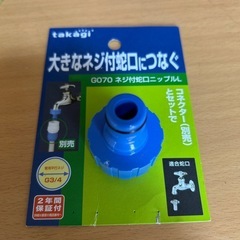 takagi
大きなネジ付蛇口につなぐ
G070 ネジ付蛇口ニップルL
コネクター(別売)
とセットで
別売
適合蛇口
G3/4
2年間
保証付